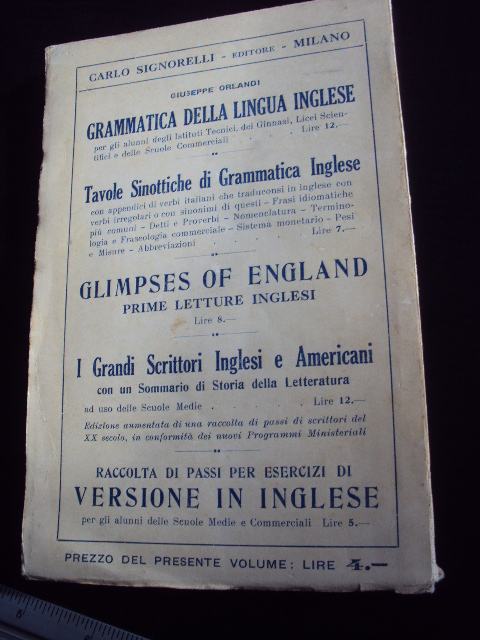 CARLO SIGNORELLI - EDITORE - MILANO
GIUSEPPE ORLANDI
GRAMMATICA DELLA LINGUA INGLESE
per gli alunni degli Istituti Tecnici, dei Ginnasi, Licei Scien-
tifici e delle Scuole Commerciali . . . Lire 12.—
Tavole Sinottiche di Grammatica Inglese
con appendici di verbi italiani che traduconsi in inglese con
verbi irregolari o con sinonimi di questi - Frasi idiomatiche
più comuni - Detti e Proverbi - Nomenclatura - Termino-
logia e Fraseologia commerciale - Sistema monetario - Pesi
e Misure - Abbreviazioni . . . . . Lire 7.—
GLIMPSES OF ENGLAND
PRIME LETTURE INGLESI
Lire 8.—
I Grandi Scrittori Inglesi e Americani
con un Sommario di Storia della Letteratura
ad uso delle Scuole Medie . . . . . Lire 12.—
Edizione aumentata di una raccolta di passi di scrittori del
XX secolo, in conformità dei nuovi Programmi Ministeriali
RACCOLTA DI PASSI PER ESERCIZI DI
VERSIONE IN INGLESE
per gli alunni delle Scuole Medie e Commerciali Lire 5.—
PREZZO DEL PRESENTE VOLUME: LIRE 4.—